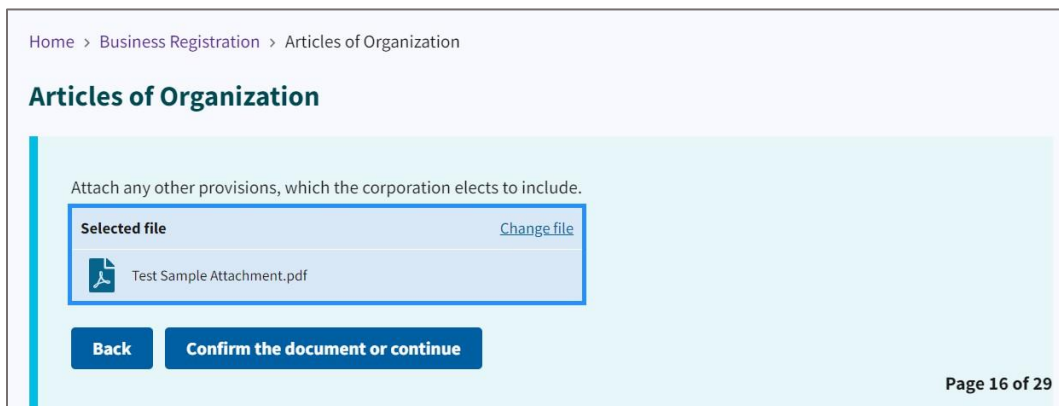 Home > Business Registration > Articles of Organization
Articles of Organization
Attach any other provisions, which the corporation elects to include.
Selected file Change file
Test Sample Attachment.pdf
Back Confirm the document or continue
Page 16 of 29